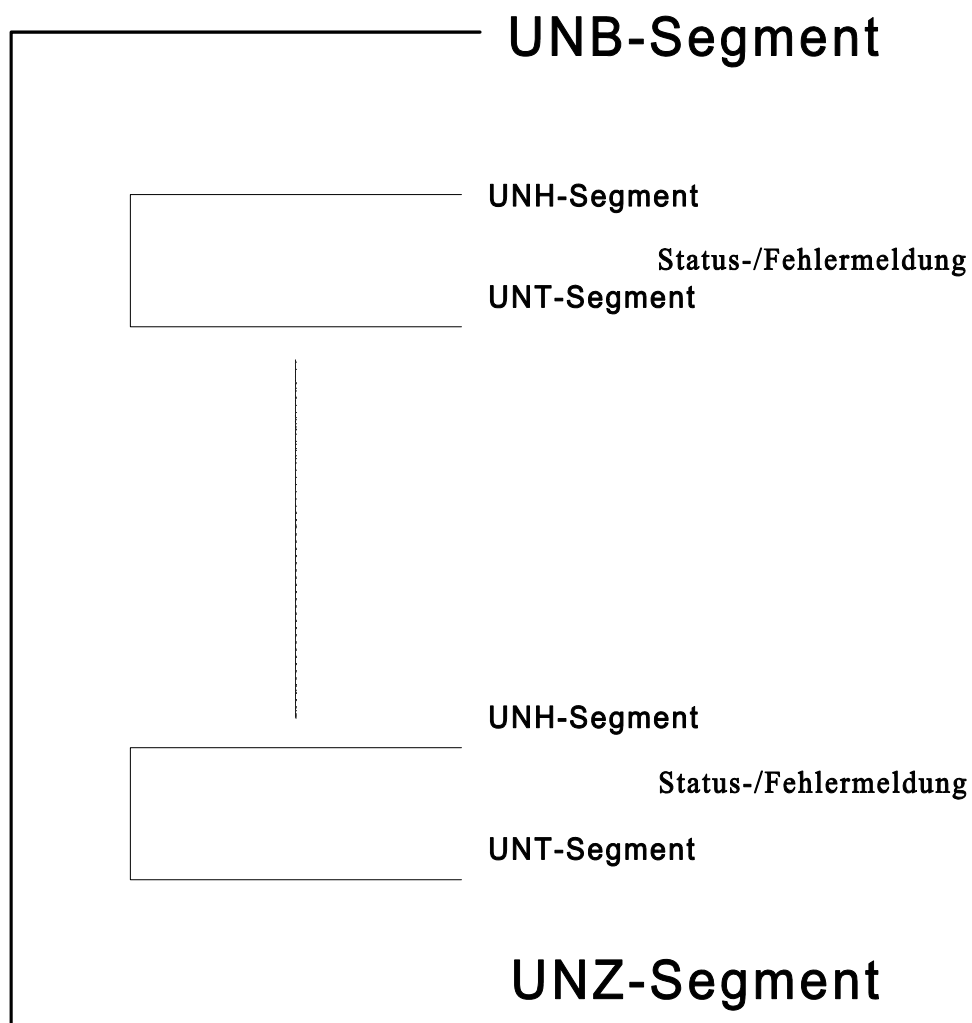 UNB-Segment
UNH-Segment
Status-/Fehlermeldung
UNT-Segment
UNH-Segment
Status-/Fehlermeldung
UNT-Segment
UNZ-Segment